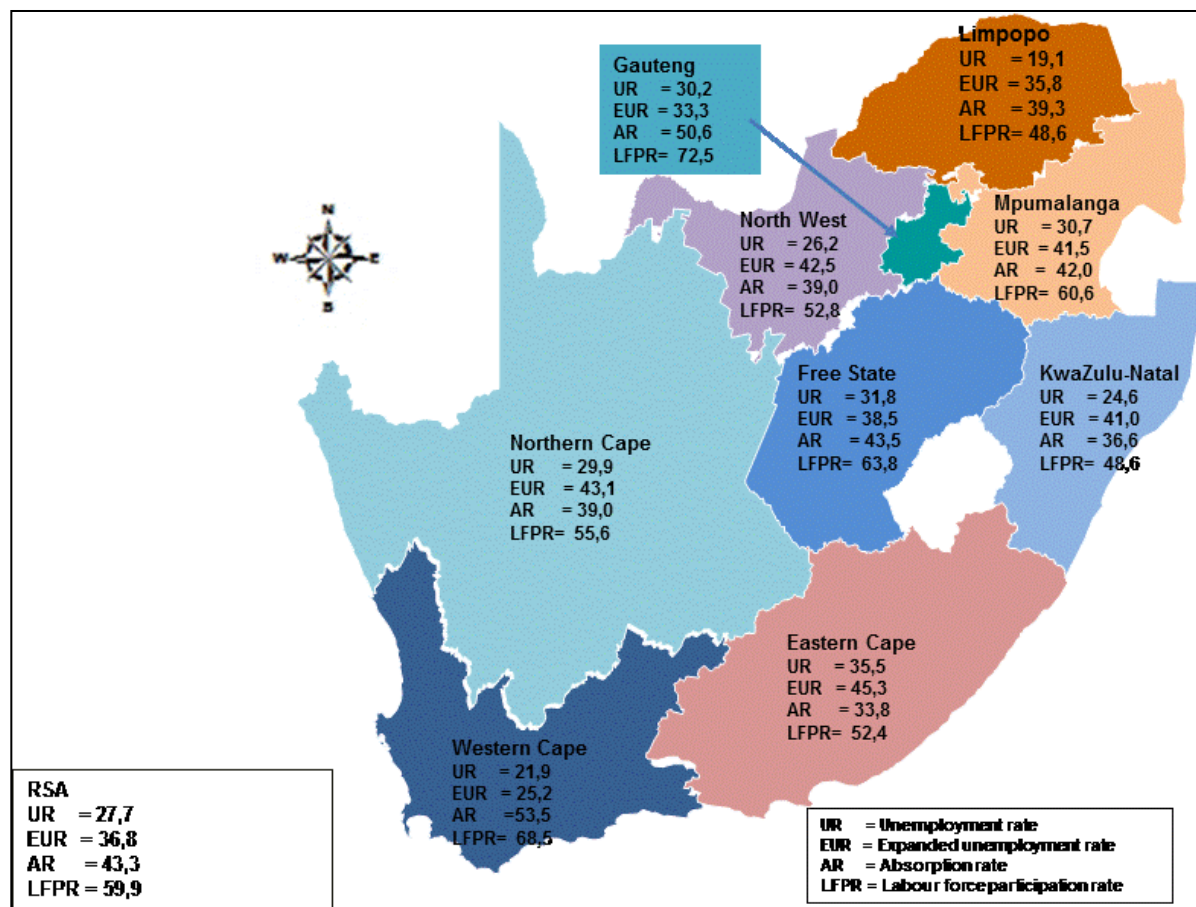 Limpopo
UR = 19,1
EUR = 35,8
AR = 39,3
LFPR= 48,6
Gauteng
UR = 30,2
EUR = 33,3
AR = 50,6
LFPR= 72,5
Mpumalanga
UR = 30,7
EUR = 41,5
AR = 42,0
LFPR= 60,6
North West
UR = 26,2
EUR = 42,5
AR = 39,0
LFPR= 52,8
N
W E
S
Free State
UR = 31,8
EUR = 38,5
AR = 43,5
LFPR= 63,8
KwaZulu-Natal
UR = 24,6
EUR = 41,0
AR = 36,6
LFPR= 48,6
Northern Cape
UR = 29,9
EUR = 43,1
AR = 39,0
LFPR= 55,6
Eastern Cape
UR = 35,5
EUR = 45,3
AR = 33,8
LFPR= 52,4
Western Cape
UR = 21,9
EUR = 25,2
AR =53,5
LFPR= 68,5
RSA
UR = 27,7
EUR = 36,8
AR = 43,3
LFPR = 59,9
UR = Unemployment rate
EUR = Expanded unemployment rate
AR = Absorption rate
LFPR = Labour force participation rate